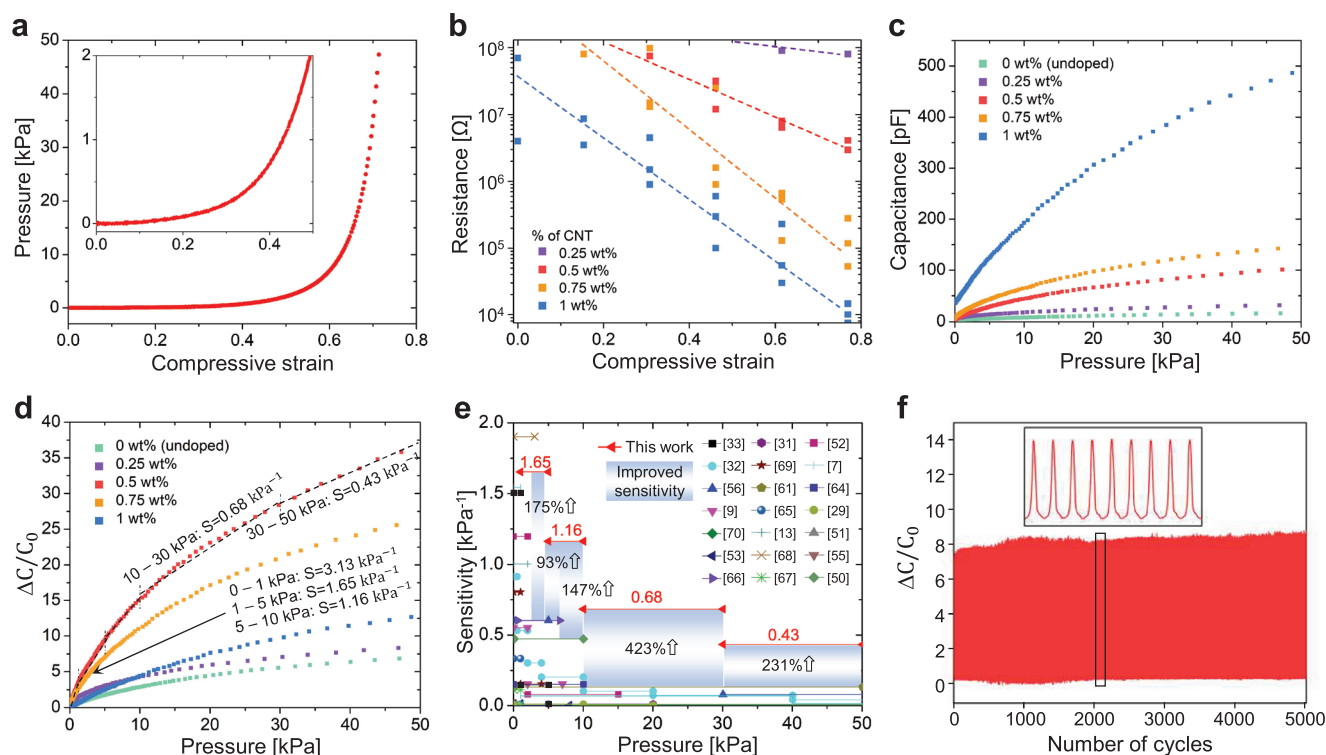 a
Pressure [kPa]
50
40
30
20
10
0
2
1
0
0.0 0.2 0.4
0.0 0.2 0.4 0.6 0.8
Compressive strain
b
Resistance [Ω]
10⁸
10⁷
10⁶
10⁵
10⁴
% of CNT
0.25 wt%
0.5 wt%
0.75 wt%
1 wt%
0.0 0.2 0.4 0.6 0.8
Compressive strain
c
Capacitance [pF]
500
400
300
200
100
0
0 wt% (undoped)
0.25 wt%
0.5 wt%
0.75 wt%
1 wt%
0 10 20 30 40 50
Pressure [kPa]
d
ΔC/C₀
40
35
30
25
20
15
10
5
0
0 wt% (undoped)
0.25 wt%
0.5 wt%
0.75 wt%
1 wt%
10 – 30 kPa: S=0.68 kPa⁻¹
30 – 50 kPa: S=0.43 kPa⁻¹
0 – 1 kPa: S=3.13 kPa⁻¹
1 – 5 kPa: S=1.65 kPa⁻¹
5 – 10 kPa: S=1.16 kPa⁻¹
0 10 20 30 40 50
Pressure [kPa]
e
Sensitivity [kPa⁻¹]
2.0
1.5
1.0
0.5
0.0
This work
Improved
sensitivity
[33] [31] [52]
[32] [69] [7]
[56] [61] [64]
[9] [65] [29]
[70] [13] [51]
[53] [68] [55]
[66] [67] [50]
1.65
175%⇧
1.16
93%⇧
147%⇧
0.68
423%⇧
0.43
231%⇧
0 10 20 30 40 50
Pressure [kPa]
f
ΔC/C₀
14
12
10
8
6
4
2
0
0 1000 2000 3000 4000 5000
Number of cycles